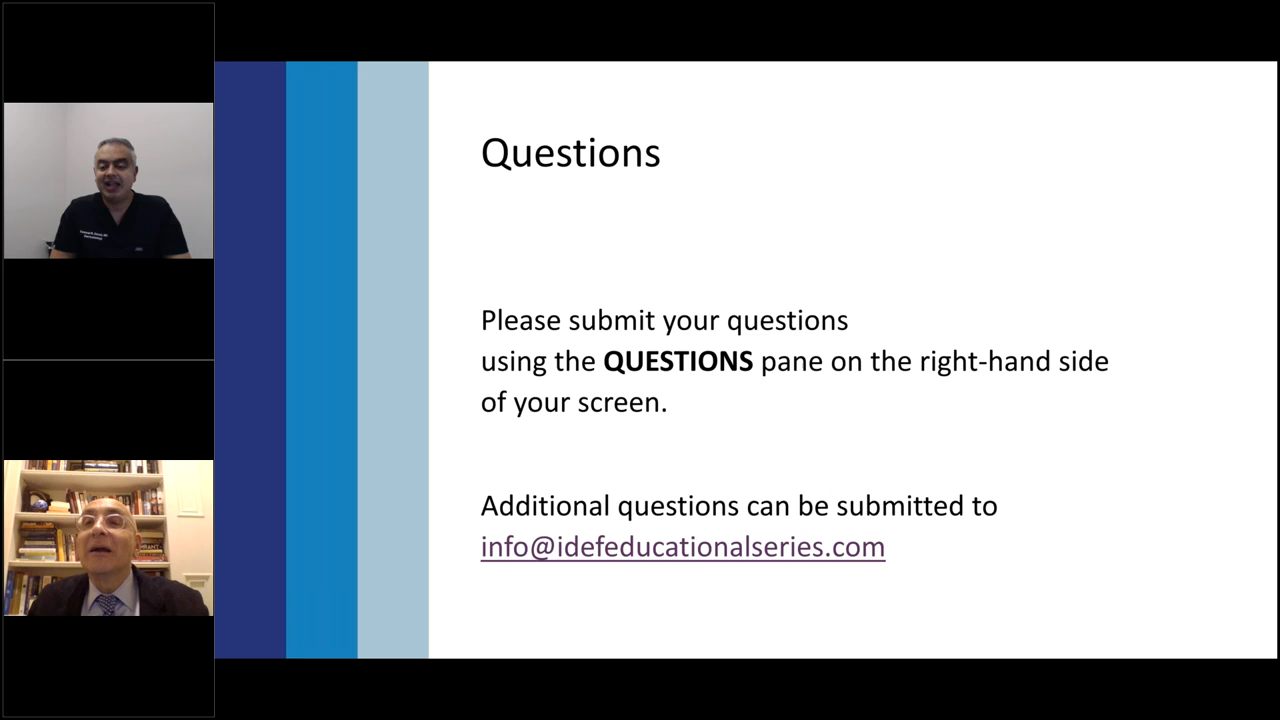 Questions
Please submit your questions
using the QUESTIONS pane on the right-hand side
of your screen.
Additional questions can be submitted to
info@idefeducationalseries.com